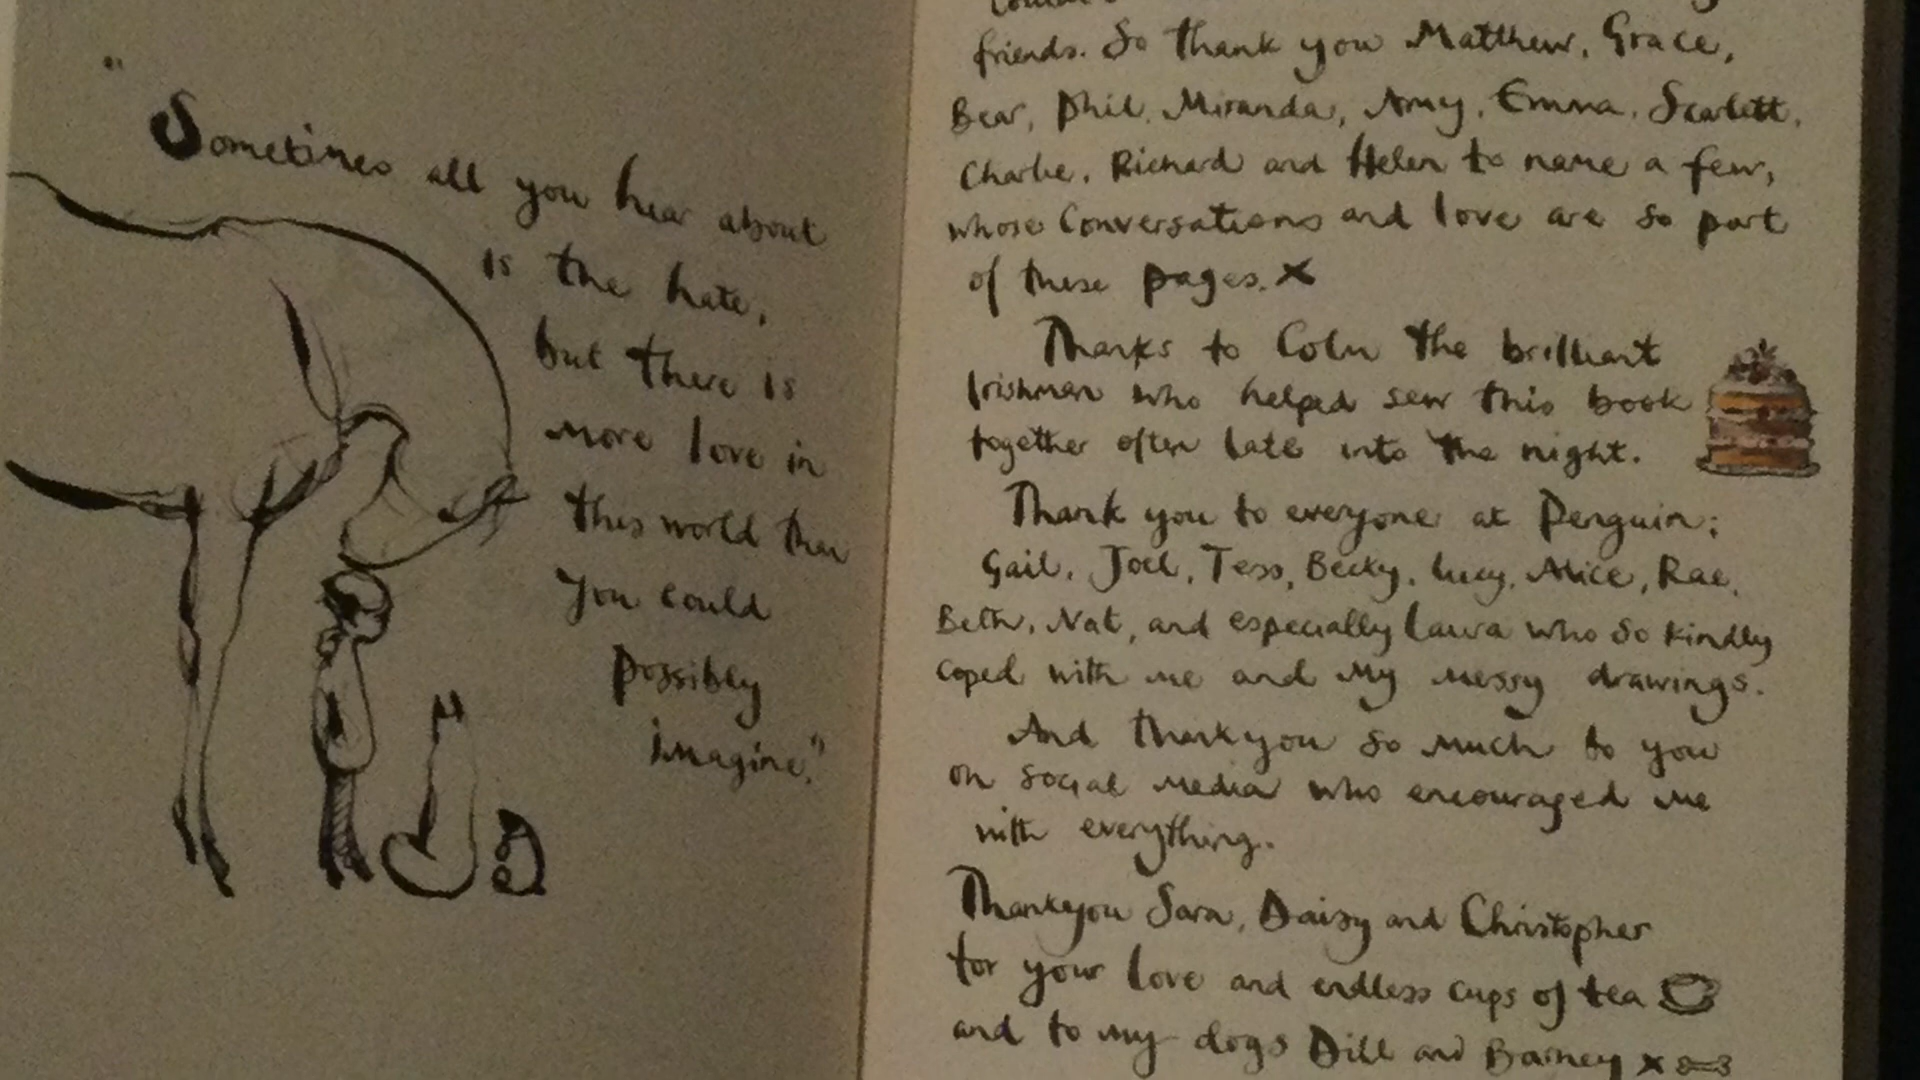 "Sometimes all you hear about
is the hate,
but there is
more love in
this world than
you could
possibly
imagine."
friends. So thank you Matthew, Grace,
Bear, Phil, Miranda, Amy, Emma, Scarlett,
Charlie, Richard and Helen to name a few,
whose conversations and love are so part
of these pages. x
Thanks to Colm the brilliant
Irishman who helped sew this book
together often late into the night.
Thank you to everyone at Penguin;
Gail, Joel, Tess, Becky, Lucy, Alice, Rae,
Beth, Nat, and especially Laura who so kindly
coped with me and my messy drawings.
And thankyou so much to you
on social media who encouraged me
with everything.
Thankyou Sara, Daisy and Christopher
for your love and endless cups of tea
and to my dogs Dill and Barney x